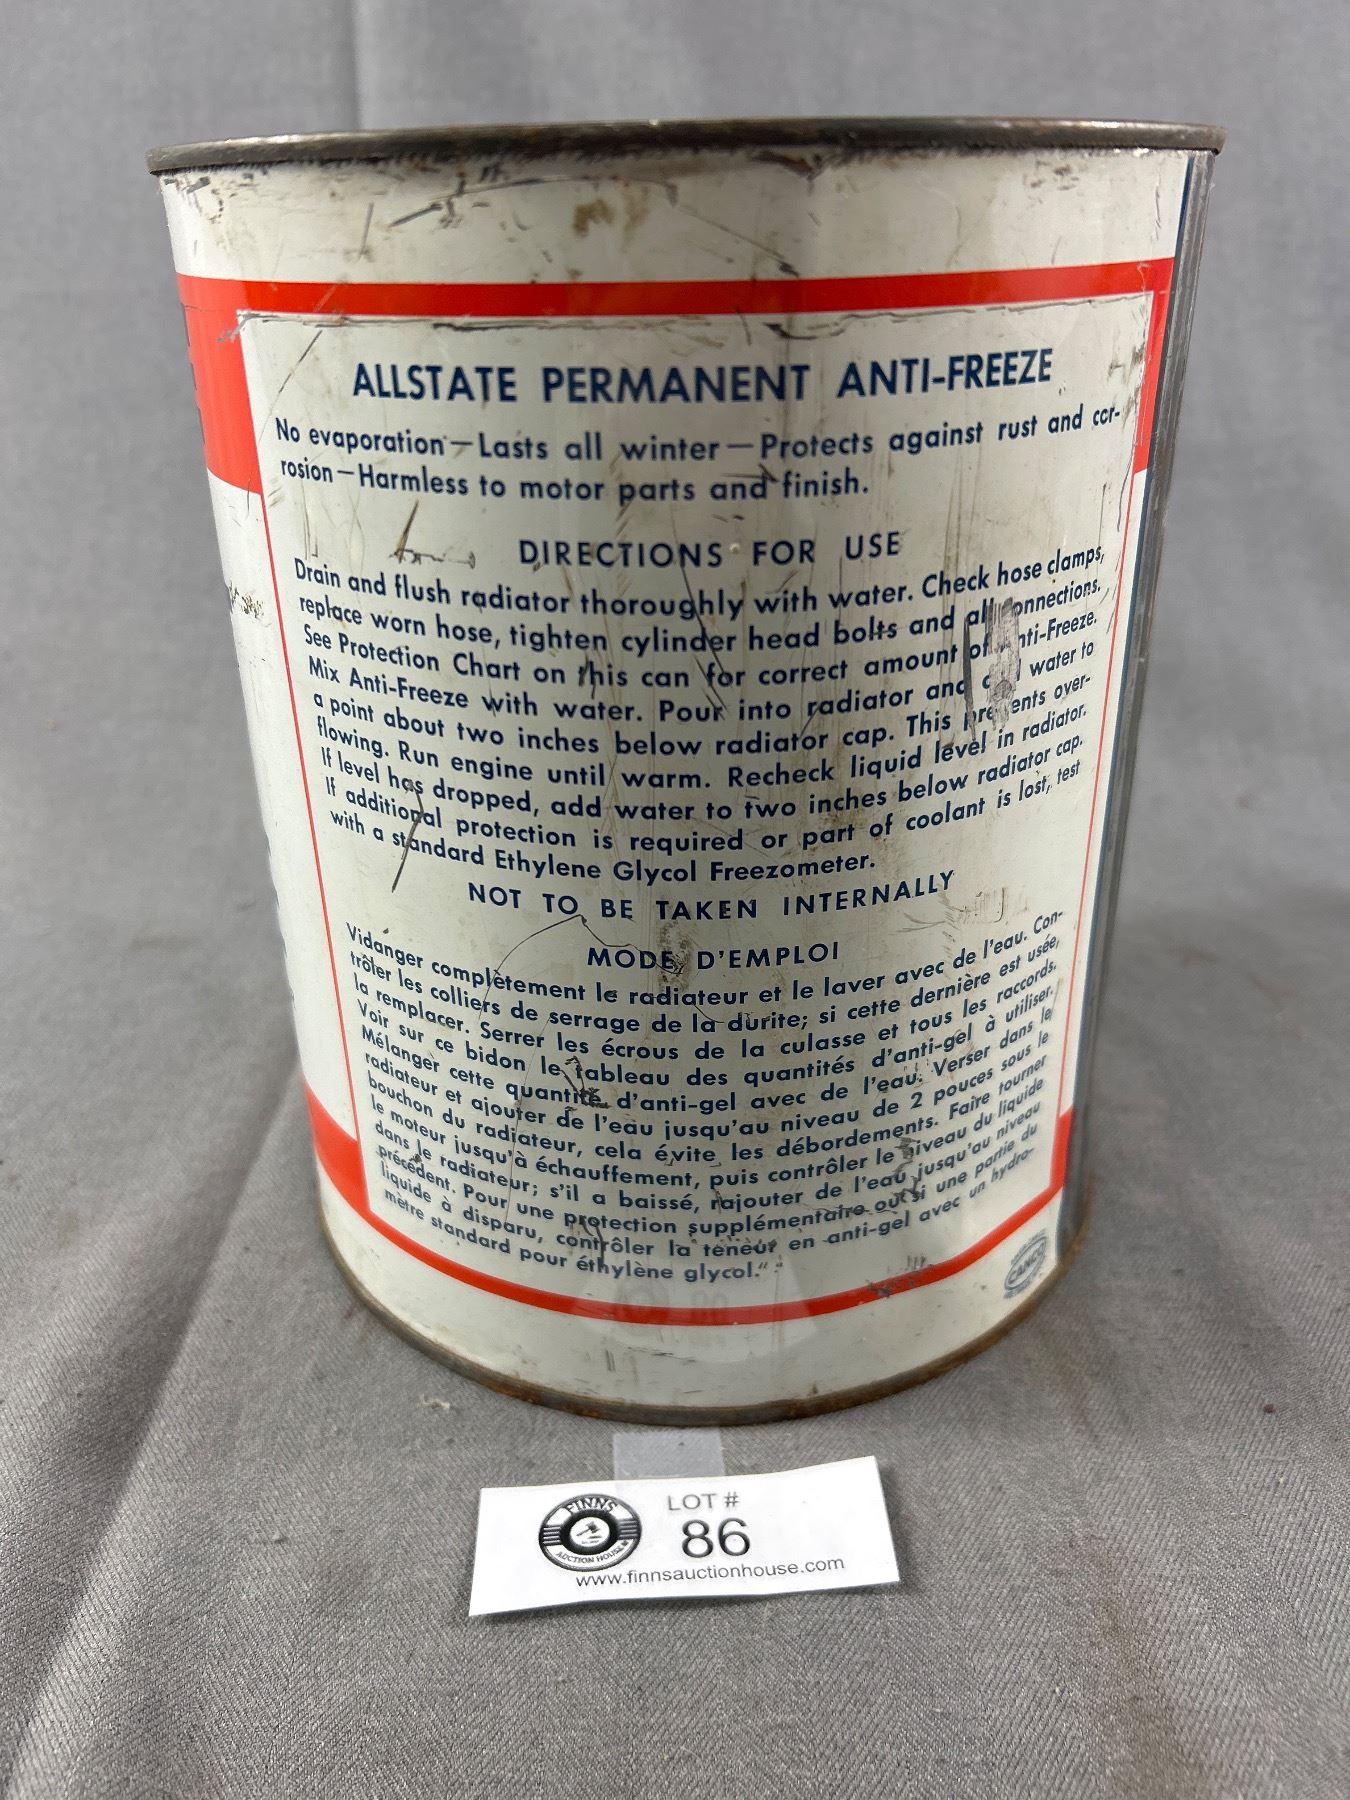 ALLSTATE PERMANENT ANTI-FREEZE
No evaporation — Lasts all winter — Protects against rust and cor-
rosion — Harmless to motor parts and finish.
DIRECTIONS FOR USE
Drain and flush radiator thoroughly with water. Check hose clamps,
replace worn hose, tighten cylinder head bolts and all connections.
See Protection Chart on this can for correct amount of Anti-Freeze.
Mix Anti-Freeze with water. Pour into radiator and water to
a point about two inches below radiator cap. This prevents over-
flowing. Run engine until warm. Recheck liquid level in radiator.
If level has dropped, add water to two inches below radiator cap.
If additional protection is required or part of coolant is lost, test
with a standard Ethylene Glycol Freezometer.
NOT TO BE TAKEN INTERNALLY
MODE D'EMPLOI
Vidanger complètement le radiateur et le laver avec de l'eau. Con-
trôler les colliers de serrage de la durite; si cette dernière est usée,
la remplacer. Serrer les écrous de la culasse et tous les raccords.
Voir sur ce bidon le tableau des quantités d'anti-gel à utiliser.
Mélanger cette quantité d'anti-gel avec de l'eau. Verser dans le
radiateur et ajouter de l'eau jusqu'au niveau de 2 pouces sous le
bouchon du radiateur, cela évite les débordements. Faire tourner
le moteur jusqu'à échauffement, puis contrôler le niveau du liquide
dans le radiateur; s'il a baissé, rajouter de l'eau jusqu'au niveau
précédent. Pour une protection supplémentaire ou si une partie du
liquide à disparu, contrôler la teneur en anti-gel avec un hydro-
mètre standard pour éthylène glycol."
CANCO
FINNS
AUCTION HOUSE
LOT #
86
www.finnsauctionhouse.com